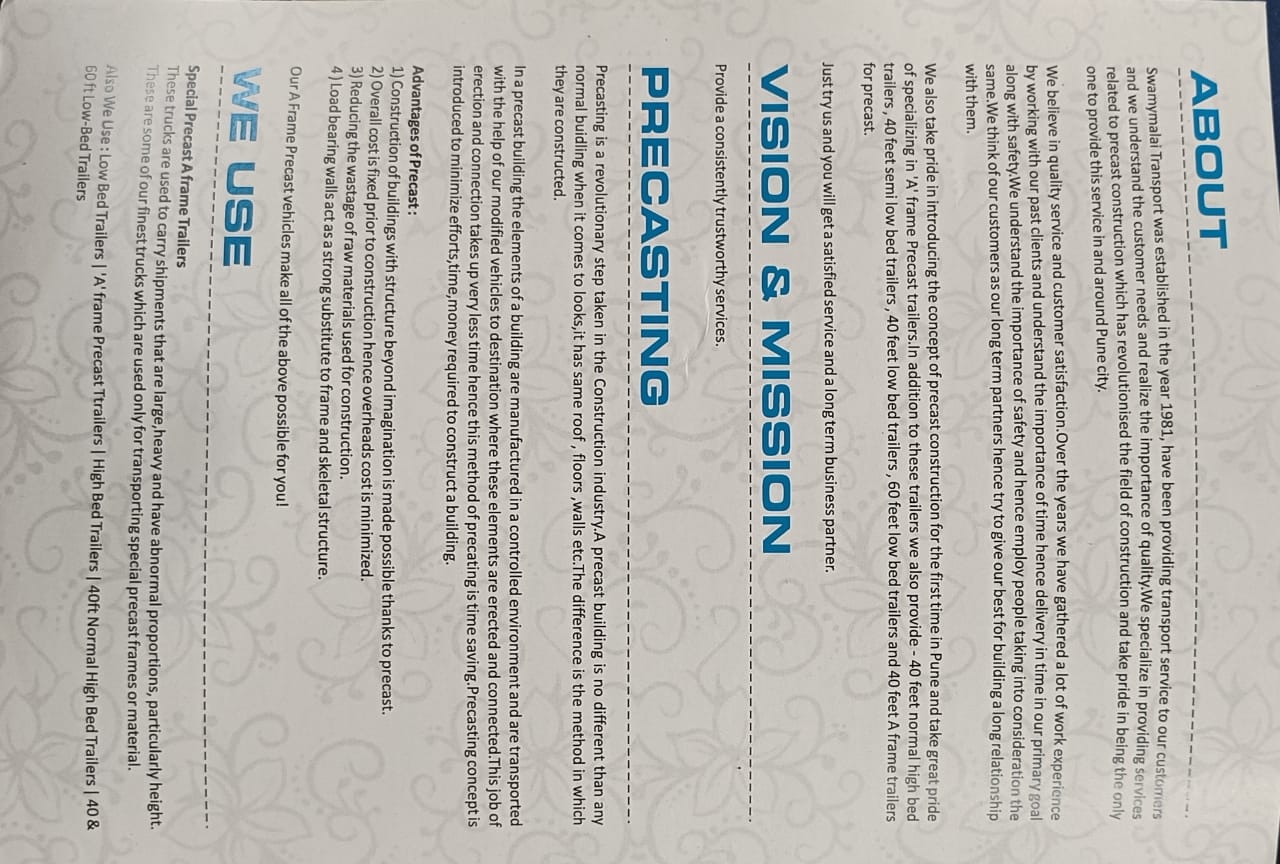 ABOUT
Swamymalai Transport was established in the year 1981, have been providing transport service to our customers
and we understand the customer needs and realize the importance of quality.We specialize in providing services
related to precast construction which has revolutionised the field of construction and take pride in being the only
one to provide this service in and around Pune city.
We believe in quality service and customer satisfaction.Over the years we have gathered a lot of work experience
by working with our past clients and understand the importance of time hence delivery in time in our primary goal
along with safety.We understand the importance of safety and hence employ people taking into consideration the
same.We think of our customers as our long term partners hence try to give our best for building a long relationship
with them.
We also take pride in introducing the concept of precast construction for the first time in Pune and take great pride
of specializing in 'A' frame Precast trailers.In addition to these trailers we also provide - 40 feet normal high bed
trailers , 40 feet semi low bed trailers , 40 feet low bed trailers , 60 feet low bed trailers and 40 feet A frame trailers
for precast.
Just try us and you will get a satisfied service and a long term business partner.
VISION & MISSION
Provide a consistently trustworthy services.
PRECASTING
Precasting is a revolutionary step taken in the Construction industry.A precast building is no different than any
normal buidling when it comes to looks,it has same roof , floors ,walls etc.The difference is the method in which
they are constructed.
In a precast building the elements of a building are manufactured in a controlled environment and are transported
with the help of our modified vehicles to destination where these elements are erected and connected.This job of
erection and connection takes up very less time hence this method of precating is time saving.Precasting concept is
introduced to minimize efforts,time,money required to construct a building.
Advantages of Precast :
1) Construction of buildings with structure beyond imagination is made possible thanks to precast.
2) Overall cost is fixed prior to construction hence overheads cost is minimized.
3) Reducing the wastage of raw materials used for construction.
4 ) Load bearing walls act as a strong substitute to frame and skeletal structure.
Our A Frame Precast vehicles make all of the above possible for you!
WE USE
Special Precast A frame Trailers
These trucks are used to carry shipments that are large,heavy and have abnormal proportions, particularly height.
These are some of our finest trucks which are used only for transporting special precast frames or material.
Also We Use : Low Bed Trailers | 'A' frame Precast Ttrailers | High Bed Trailers | 40ft Normal High Bed Trailers | 40 &
60 ft Low-Bed Trailers